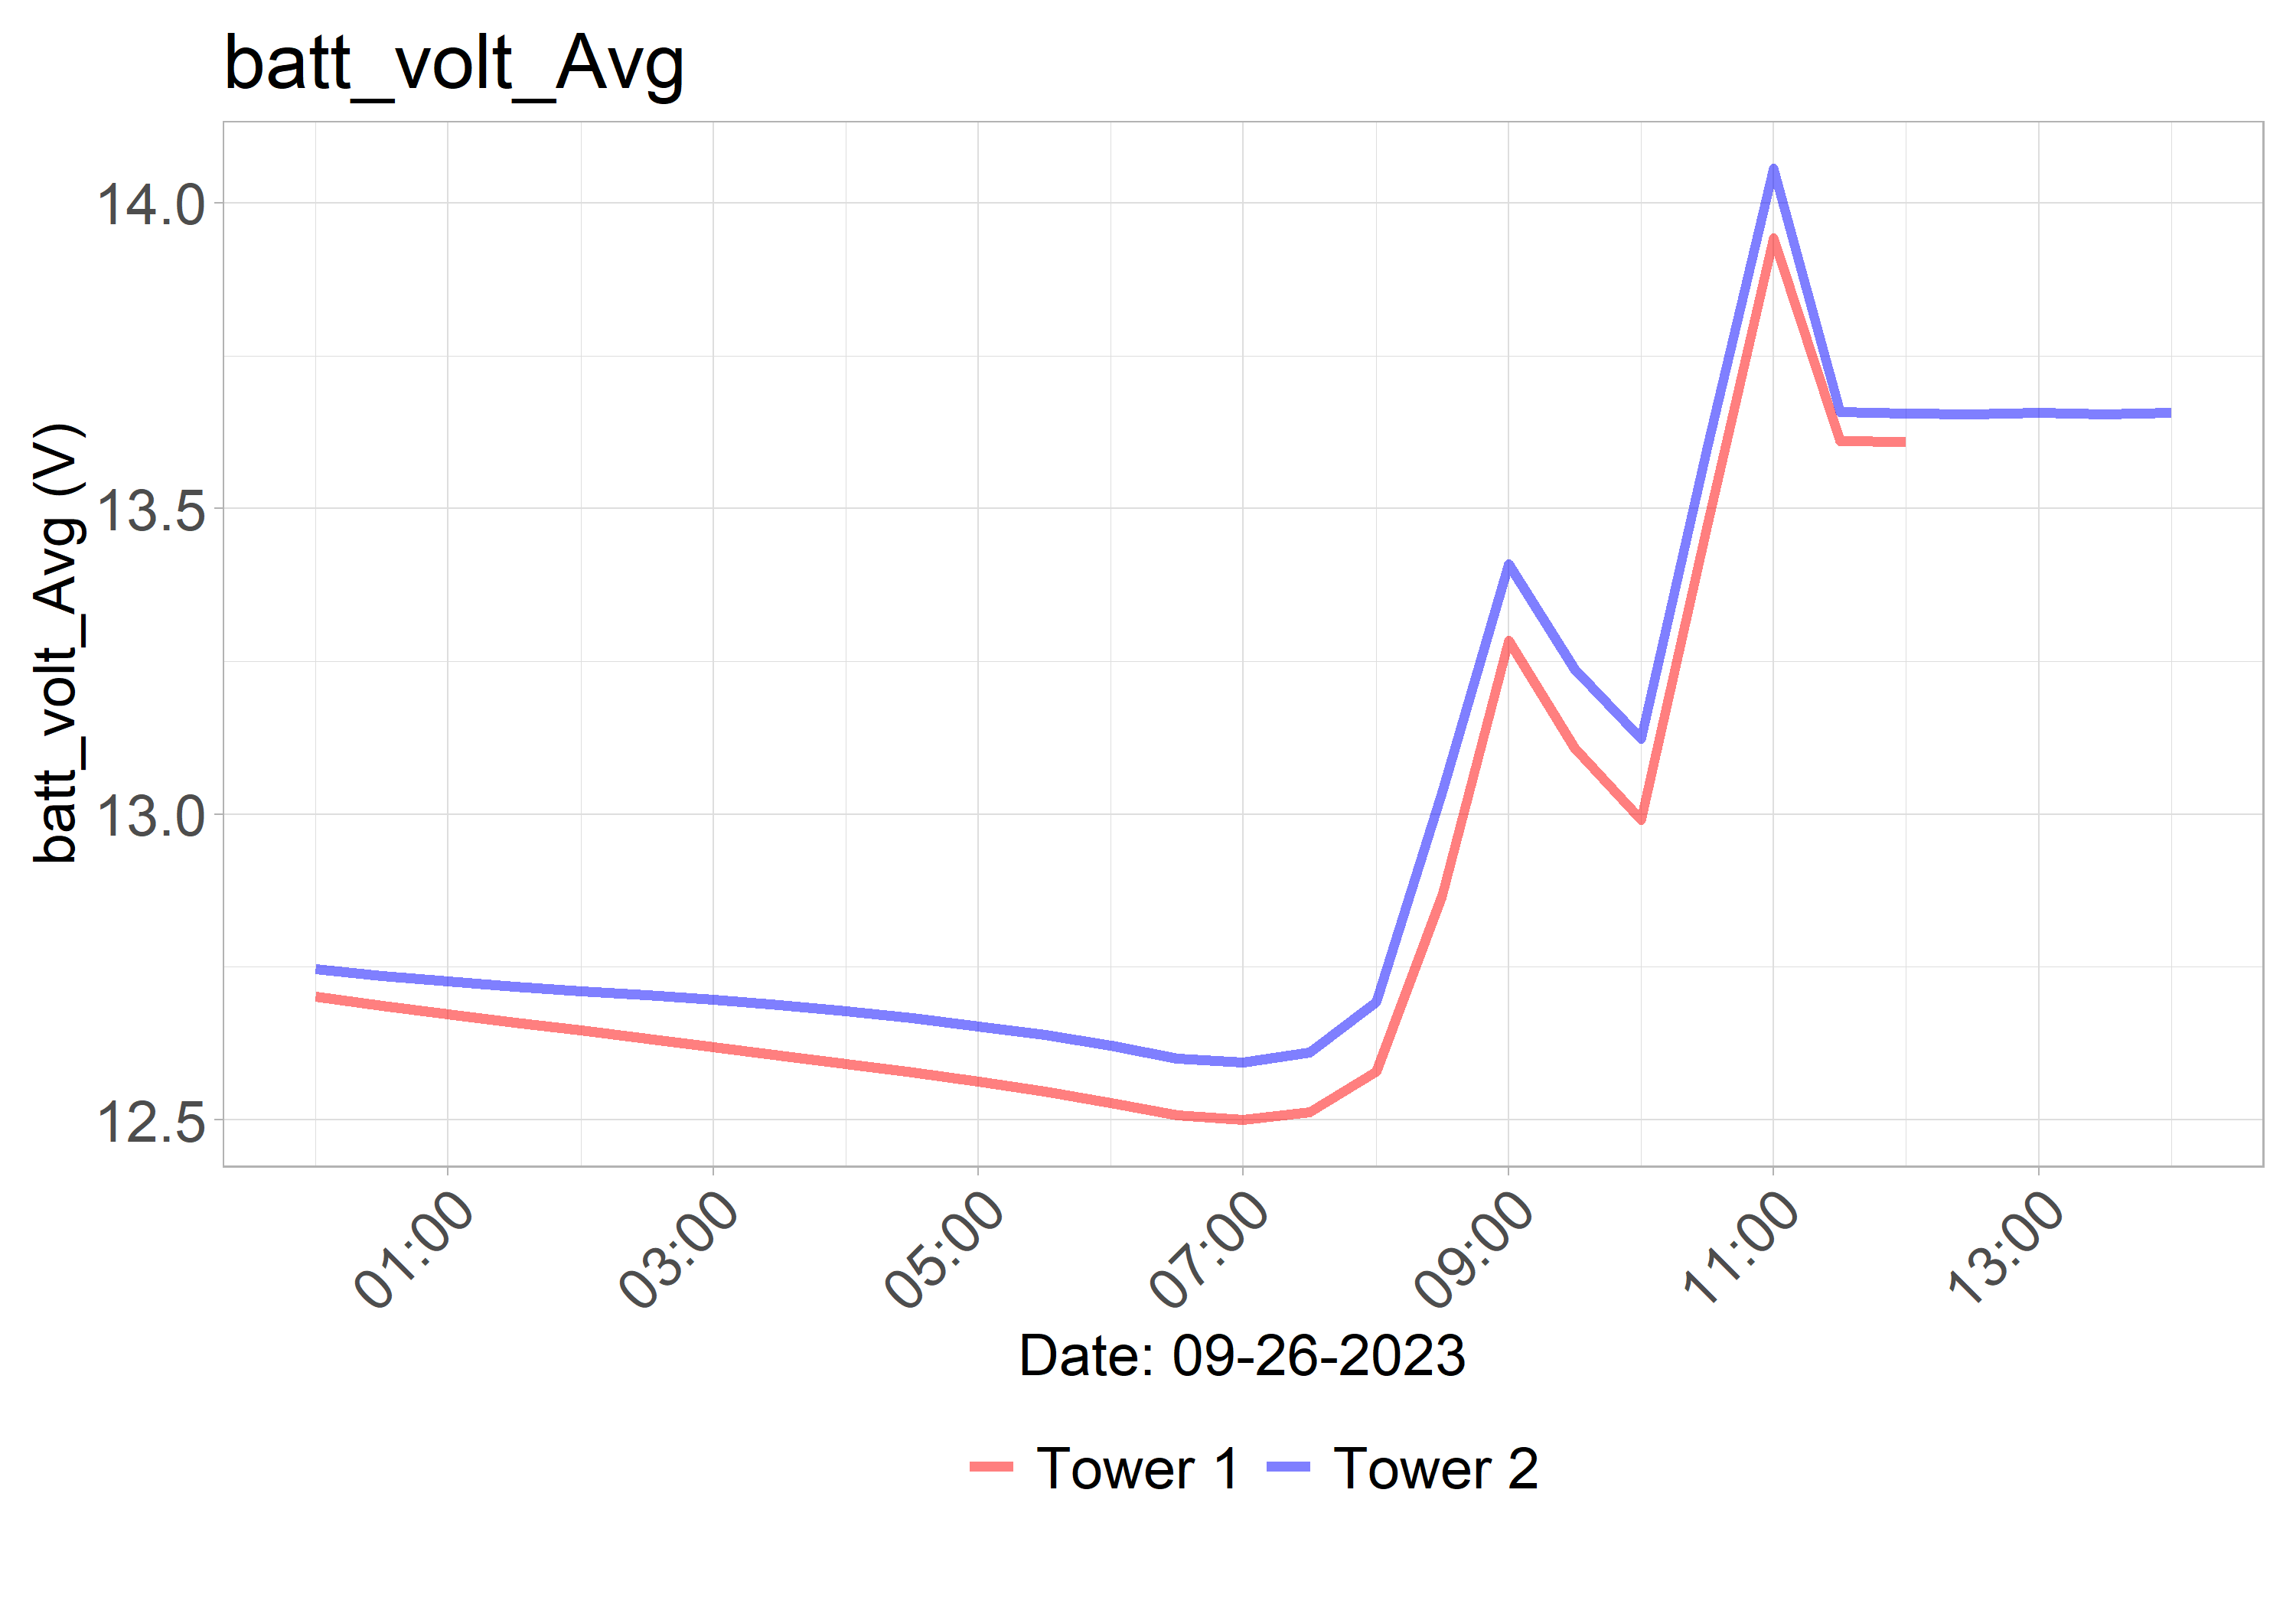 batt_volt_Avg
batt_volt_Avg (V)
14.0
13.5
13.0
12.5
01:00 03:00 05:00 07:00 09:00 11:00 13:00
Date: 09-26-2023
Tower 1 Tower 2